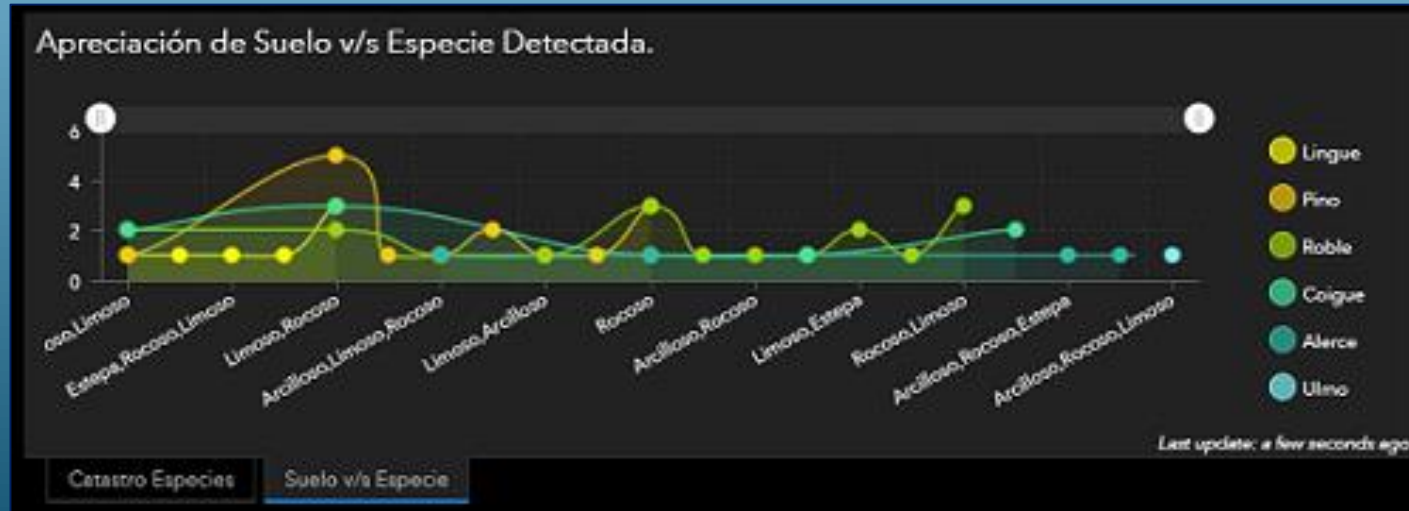 Apreciación de Suelo v/s Especie Detectada.
6
4
2
0
oso,Limoso
Estepa,Rocoso,Limoso
Limoso,Rocoso
Arcilloso,Limoso,Rocoso
Limoso,Arcilloso
Rocoso
Arcilloso,Rocoso
Limoso,Estepa
Rocoso,Limoso
Arcilloso,Rocoso,Estepa
Arcilloso,Rocoso,Limoso
Lingue
Pino
Roble
Coigue
Alerce
Ulmo
Last update: a few seconds ago
Catastro Especies
Suelo v/s Especie